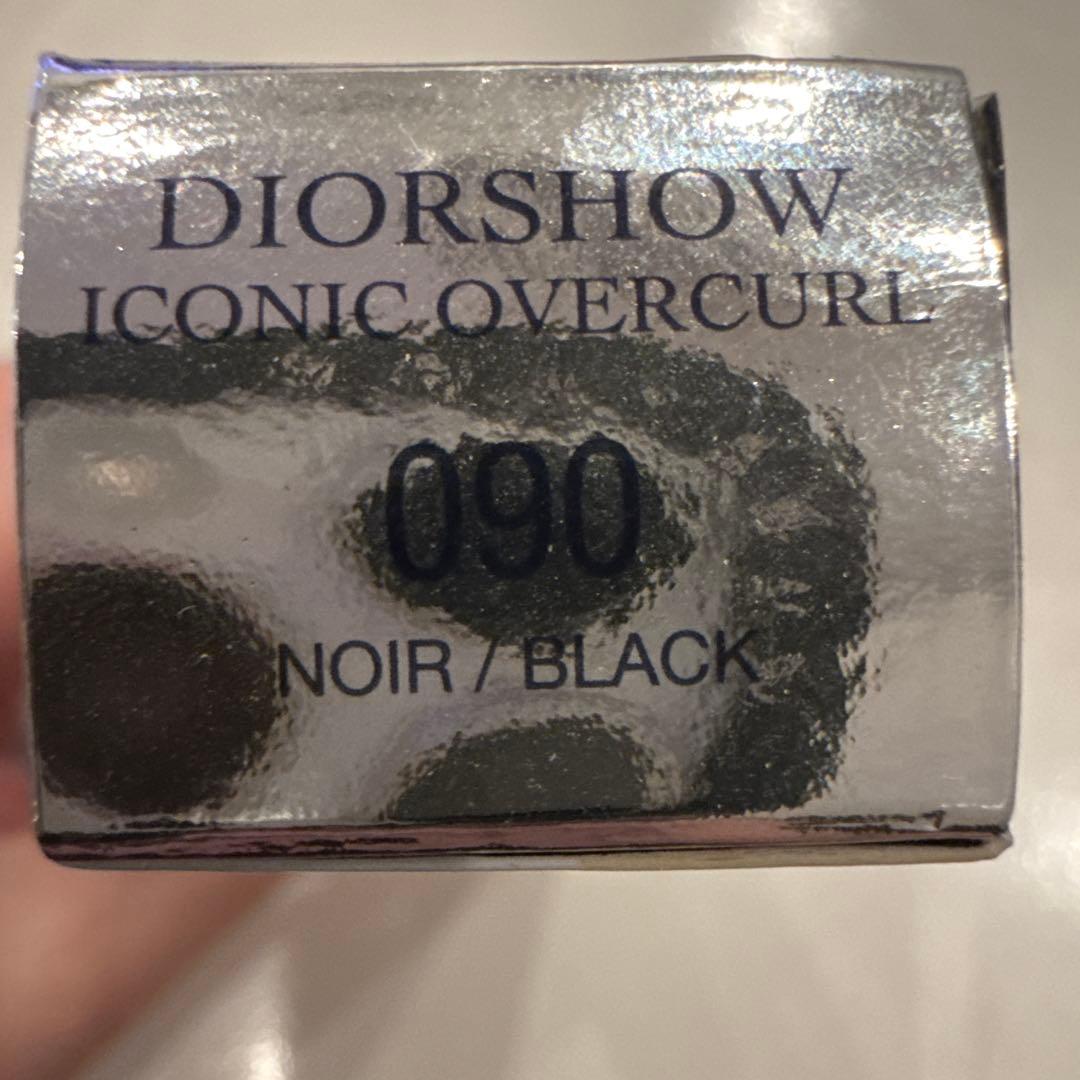 DIORSHOW
ICONIC OVERCURL
090
NOIR / BLACK